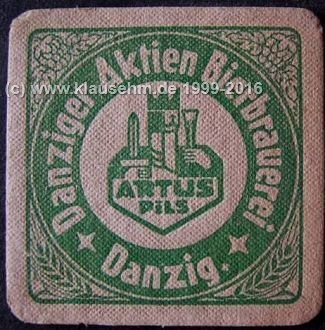 Danziger Aktien Bierbrauerei
(c) www.klausehm.de 1999-2016
ARTUS
PILS
Danzig.